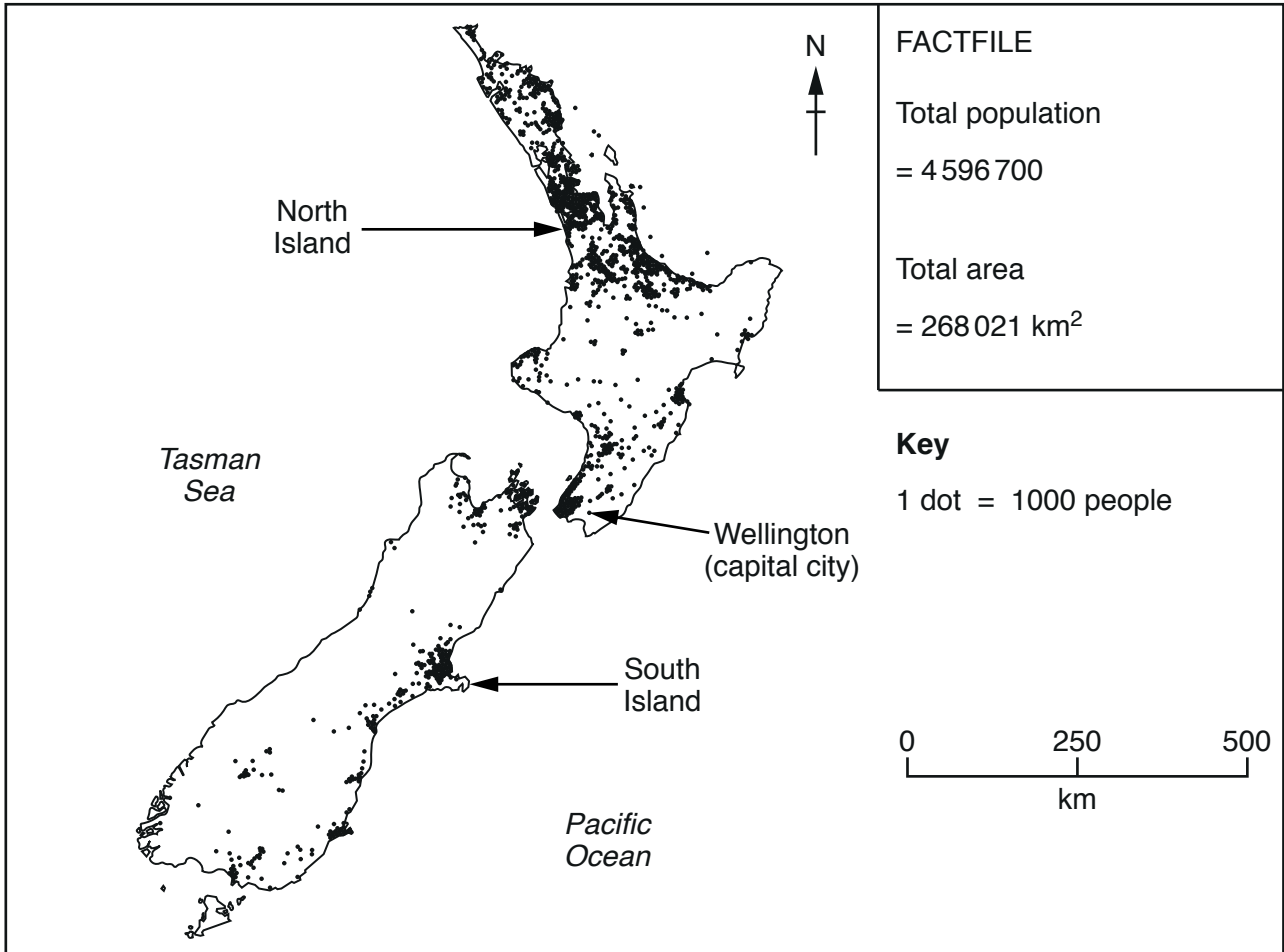 N
North
Island
Tasman
Sea
Wellington
(capital city)
South
Island
Pacific
Ocean
FACTFILE
Total population
= 4 596 700
Total area
= 268 021 km²
Key
1 dot = 1000 people
0 250 500
km